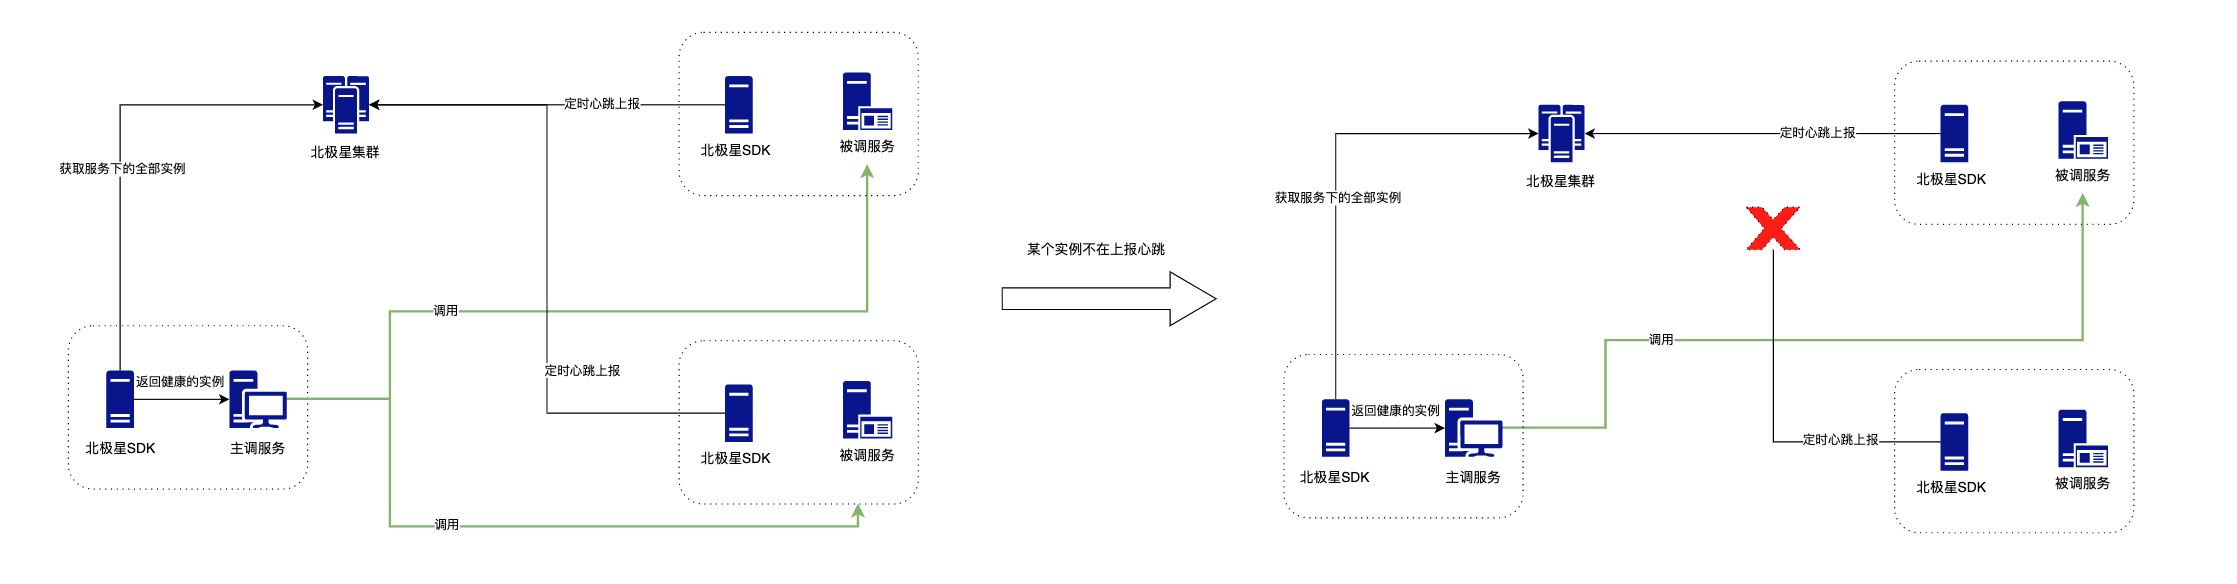 定时心跳上报
北极星集群
北极星SDK
被调服务
获取服务下的全部实例
调用
定时心跳上报
返回健康的实例
北极星SDK
主调服务
北极星SDK
被调服务
调用
某个实例不在上报心跳
定时心跳上报
北极星集群
北极星SDK
被调服务
获取服务下的全部实例
调用
返回健康的实例
定时心跳上报
北极星SDK
主调服务
北极星SDK
被调服务